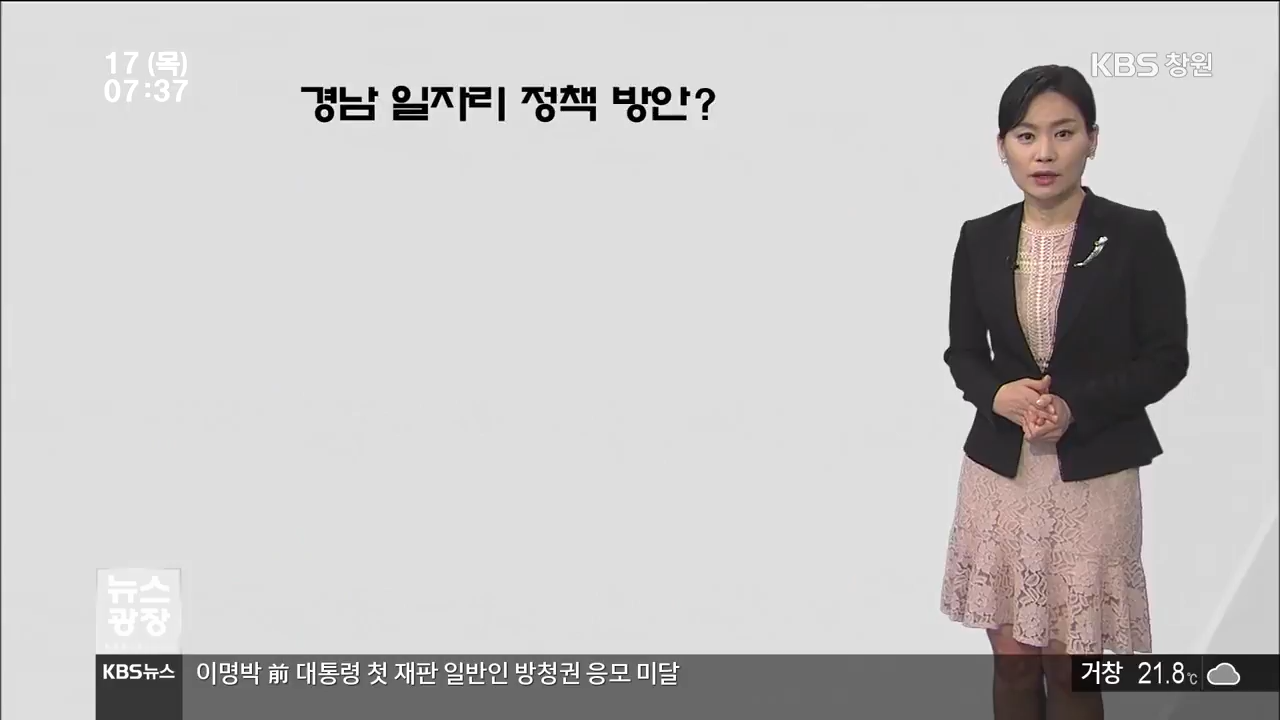 17 (목)
07:37
KBS 창원
경남 일자리 정책 방안?
뉴스
광장
KBS뉴스
이명박 前 대통령 첫 재판 일반인 방청권 응모 미달
거창 21.8℃